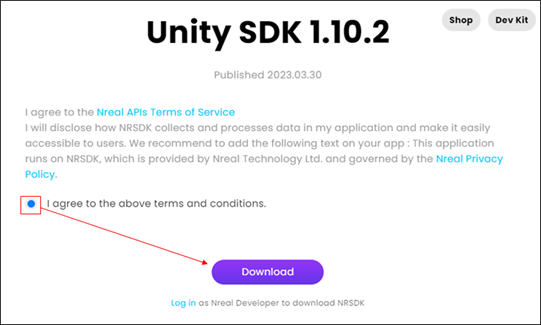 Unity SDK 1.10.2
Shop
Dev Kit
Published 2023.03.30
I agree to the Nreal APIs Terms of Service
I will disclose how NRSDK collects and processes data in my application and make it easily
accessible to users. We recommend to add the following text on your app : This application
runs on NRSDK, which is provided by Nreal Technology Ltd. and governed by the Nreal Privacy
Policy.
I agree to the above terms and conditions.
Download
Log in as Nreal Developer to download NRSDK